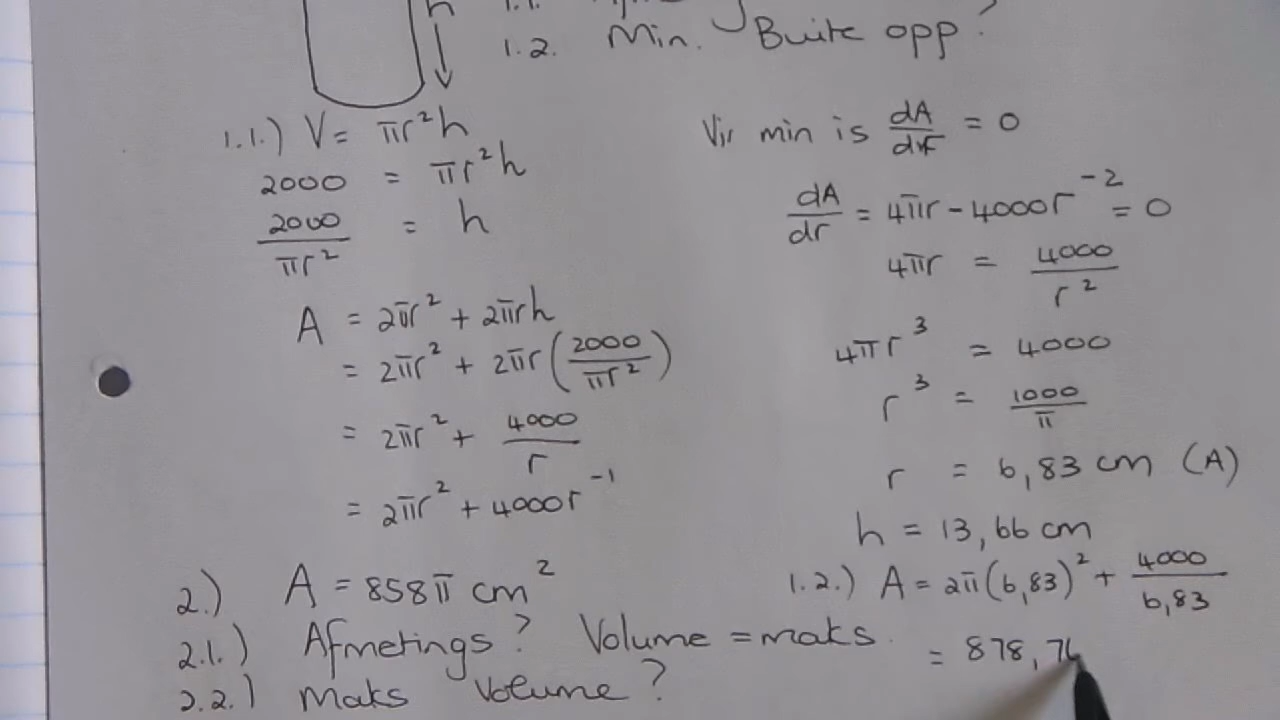 h
1.1.
1.2. Min. Buite opp?
1.1.) V = πr²h
2000 = πr²h
2000/πr² = h
A = 2πr² + 2πrh
= 2πr² + 2πr(2000/πr²)
= 2πr² + 4000/r
= 2πr² + 4000r⁻¹
Vir min is dA/dr = 0
dA/dr = 4πr - 4000r⁻² = 0
4πr = 4000/r²
4πr³ = 4000
r³ = 1000/π
r = 6,83 cm (A)
h = 13,66 cm
1.2.) A = 2π(6,83)² + 4000/6,83
= 878,76
2.) A = 858π cm²
2.1.) Afmetings? Volume = maks.
2.2.) Maks Volume?